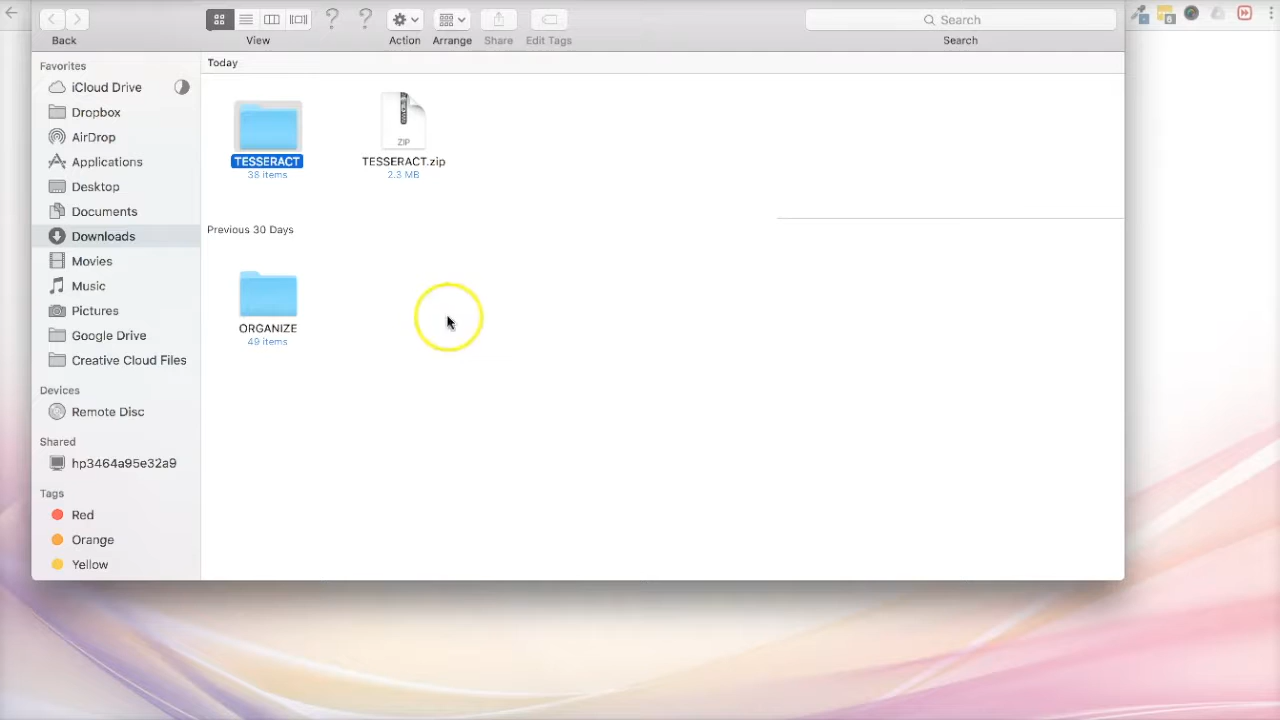 Search
Back
View
Action
Arrange
Share
Edit Tags
Search
Favorites
iCloud Drive
Dropbox
AirDrop
Applications
Desktop
Documents
Downloads
Movies
Music
Pictures
Google Drive
Creative Cloud Files
Devices
Remote Disc
Shared
hp3464a95e32a9
Tags
Red
Orange
Yellow
Today
ZIP
TESSERACT
38 items
TESSERACT.zip
2.3 MB
Previous 30 Days
ORGANIZE
49 items
6